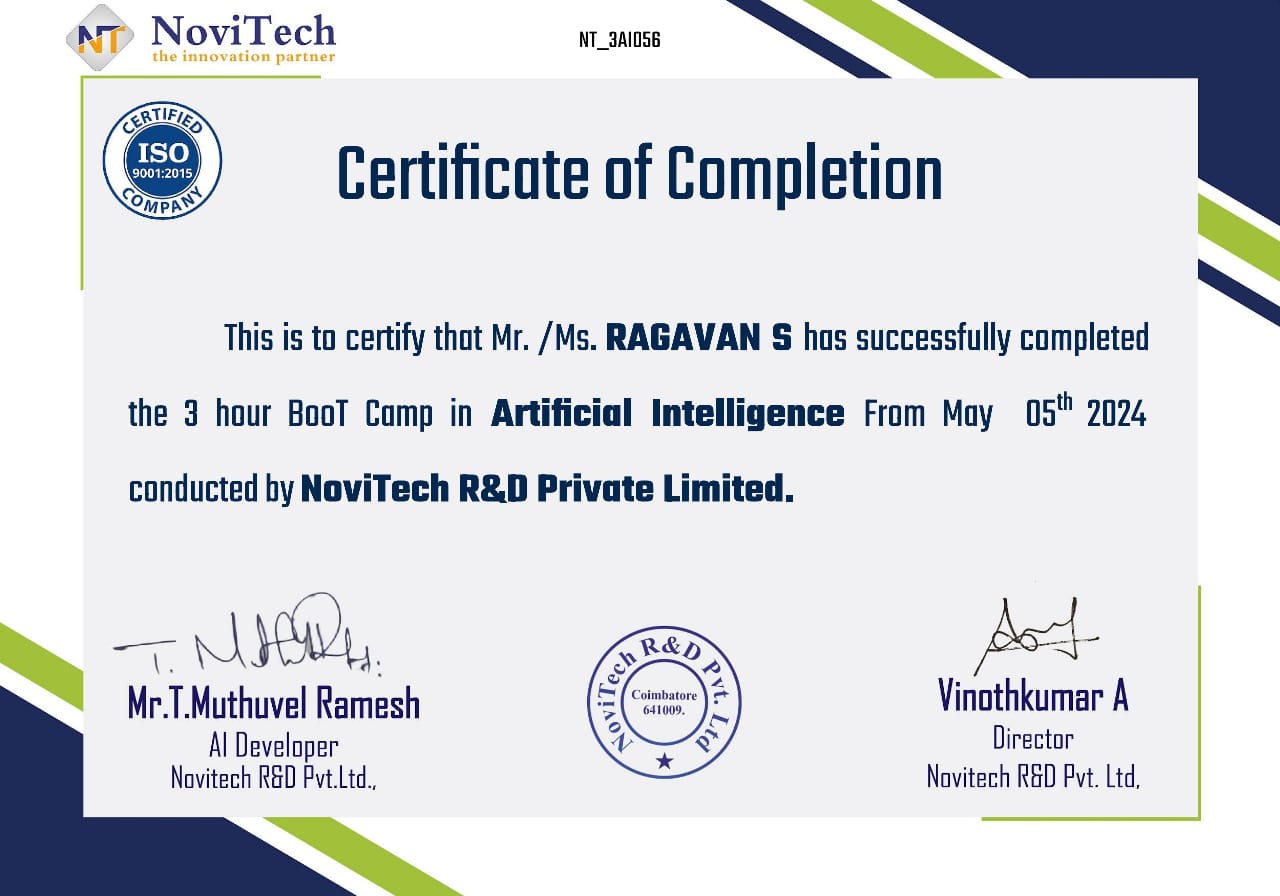 NT NoviTech
the innovation partner
NT_3AI056
CERTIFIED
ISO
9001:2015
COMPANY
Certificate of Completion
This is to certify that Mr. /Ms. RAGAVAN S has successfully completed
the 3 hour BooT Camp in Artificial Intelligence From May 05th 2024
conducted by NoviTech R&D Private Limited.
Mr.T.Muthuvel Ramesh
AI Developer
Novitech R&D Pvt.Ltd.,
NoviTech R&D Pvt. Ltd
Coimbatore
641009.
Vinothkumar A
Director
Novitech R&D Pvt. Ltd,